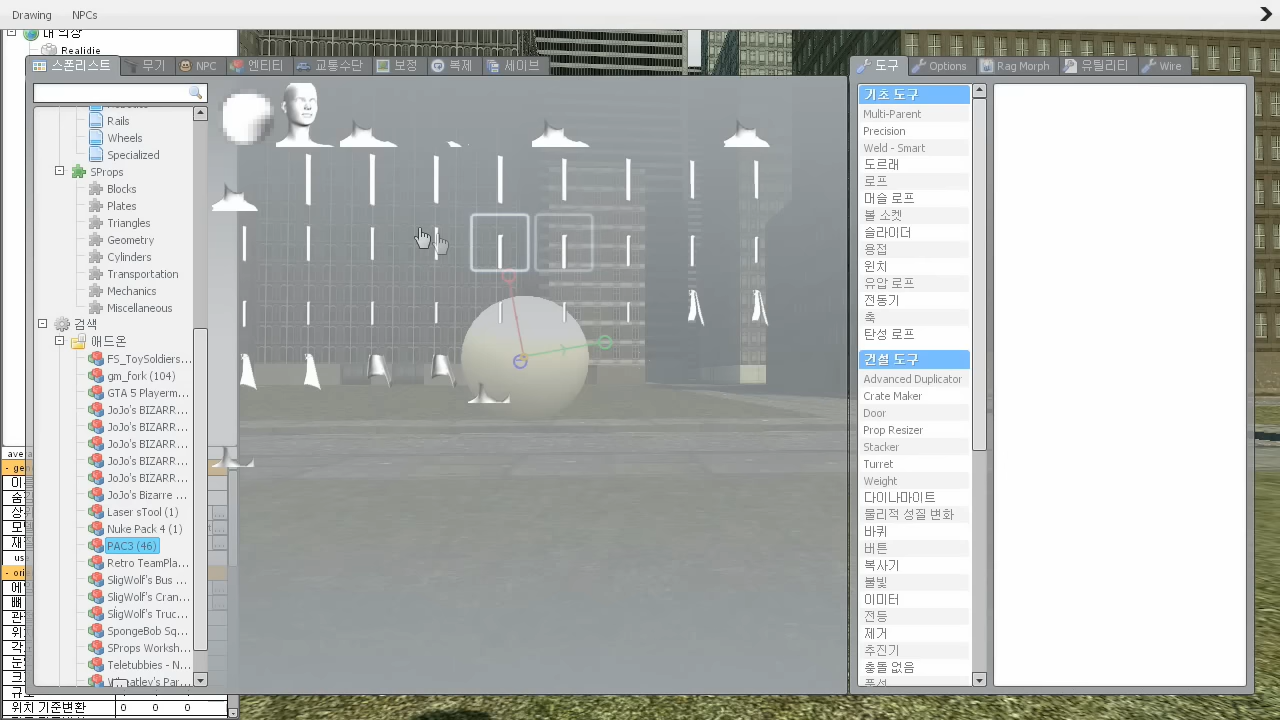 Drawing NPCs
내 의상
Realidie
스폰리스트 무기 NPC 엔티티 교통수단 보정 복제 세이브
도구 Options Rag Morph 유틸리티 Wire
Rails
Wheels
Specialized
SProps
Blocks
Plates
Triangles
Geometry
Cylinders
Transportation
Mechanics
Miscellaneous
검색
애드온
FS_ToySoldiers...
gm_fork (104)
GTA 5 Playerm...
JoJo's BIZARR...
JoJo's BIZARR...
JoJo's BIZARR...
JoJo's BIZARR...
JoJo's BIZARR...
JoJo's Bizarre ...
Laser sTool (1)
Nuke Pack 4 (1)
PAC3 (46)
Retro TeamPla...
SligWolf's Bus ...
SligWolf's Cran...
SligWolf's Truc...
SpongeBob Sq...
SProps Worksh...
Teletubbies - N...
Wheatley's Par...
위치 기준변환 0 0 0
기초 도구
Multi-Parent
Precision
Weld - Smart
도르래
로프
머슬 로프
볼 소켓
슬라이더
용접
윈치
유압 로프
전동기
축
탄성 로프
건설 도구
Advanced Duplicator
Crate Maker
Door
Prop Resizer
Stacker
Turret
Weight
다이나마이트
물리적 성질 변화
바퀴
버튼
복사기
불빛
이미터
전등
제거
추진기
충돌 없음
풍선